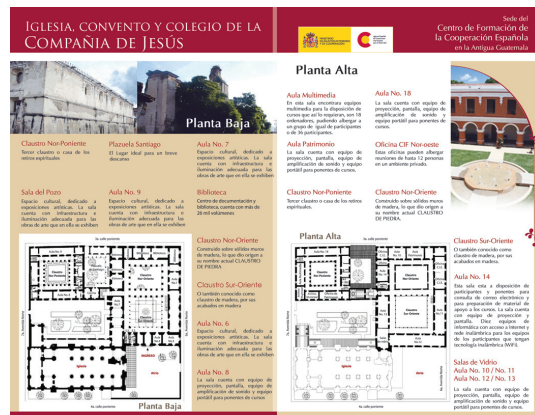 IGLESIA, CONVENTO Y COLEGIO DE LA
COMPAÑIA DE JESÚS
Planta Baja
Claustro Nor-Poniente
Tercer claustro o casa de los
retiros espirituales
Plazuela Santiago
El Lugar ideal para un breve
descanso
Aula No. 7
Espacio cultural, dedicado a
exposiciones artísticas. La sala
cuenta con infraestructura e
iluminación adecuada para las
obras de arte que en ella se exhiben
Sala del Pozo
Espacio cultural, dedicado a
exposiciones artísticas. La sala
cuenta con infraestructura e
iluminación adecuada para las
obras de arte que en ella se exhiben
Aula No. 9
Espacio cultural, dedicado a
exposiciones artísticas. La sala
cuenta con infraestructura e
iluminación adecuada para las
obras de arte que en ella se exhiben
Biblioteca
Centro de documentación y
biblioteca, cuenta con más de
26 mil volúmenes
Claustro Nor-Oriente
Construido sobre sólidos muros
de madera, lo que dio origen a
su nombre actual CLAUSTRO
DE PIEDRA.
Claustro Sur-Oriente
O también conocido como
claustro de madera; por sus
acabados en madera
Aula No. 6
Espacio cultural, dedicado a
exposiciones artísticas. La sala
cuenta con infraestructura e
iluminación adecuada para las
obras de arte que en ella se exhiben
Aula No. 8
La sala cuenta con equipo de
proyección, pantalla, equipo de
amplificación de sonido y equipo
portátil para ponentes de cursos
3a. calle poniente
Iglesia
Atrio
4a. calle poniente
Planta Baja
Sede del
Centro de Formación de
la Cooperación Española
en la Antigua Guatemala
Planta Alta
Aula Multimedia
En esta sala encontrara equipos
multimedia para la disposición de
cursos que así lo requieran, son 18
ordenadores, pudiendo albergar a
un grupo de igual de participantes
o de 36 participantes.
Aula No. 18
La sala cuenta con equipo de
proyección, pantalla, equipo de
amplificación de sonido y
equipo portátil para ponentes de
cursos.
Aula Patrimonio
La sala cuenta con equipo de
proyección, pantalla, equipo de
amplificación de sonido y equipo
portátil para ponentes de cursos.
Oficina CIF Nor-oeste
Estas oficinas pueden albergar
reuniones de hasta 12 personas
en un ambiente privado.
Claustro Nor-Poniente
Tercer claustro o casa de los retiros
espirituales.
Claustro Nor-Oriente
Construido sobre sólidos muros de
madera, lo que dio origen a
su nombre actual CLAUSTRO
DE PIEDRA.
Planta Alta
3a. calle poniente
Atrio
4a. calle poniente
Claustro Sur-Oriente
O también conocido como
claustro de madera, por sus
acabados en madera.
Aula No. 14
Esta sala esta a disposición de
participantes y ponentes para
consulta de correo electrónico y
para preparación de material de
apoyo a los cursos. La sala cuenta
con equipos de proyección y
pantalla. Diez equipos de
informática con acceso a internet y
rede inalámbrica para los equipos
de los participantes que tengan
tecnología inalámbrica (WIFI).
Salas de Vidrio
Aula No. 10 / No. 11
Aula No. 12 / No. 13
La sala cuenta con equipo de
proyección, pantalla, equipo de
amplificación de sonido y equipo
portátil para ponentes de cursos